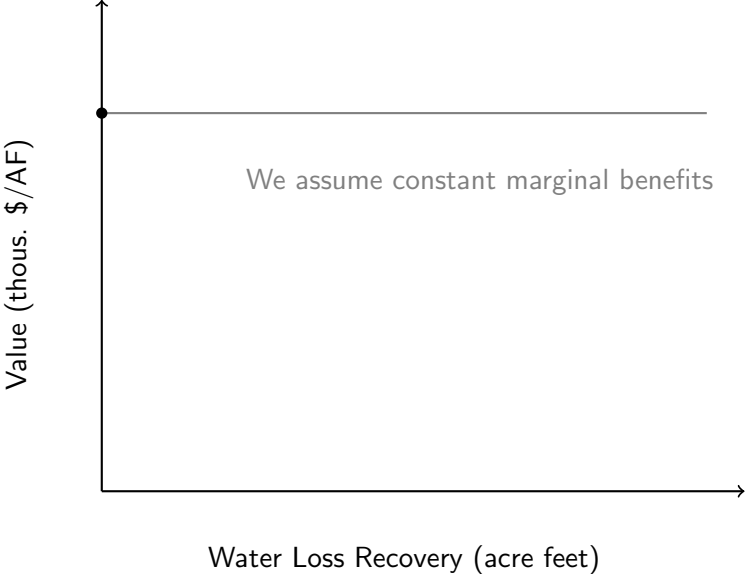 Value (thous. $/AF)
We assume constant marginal benefits
Water Loss Recovery (acre feet)